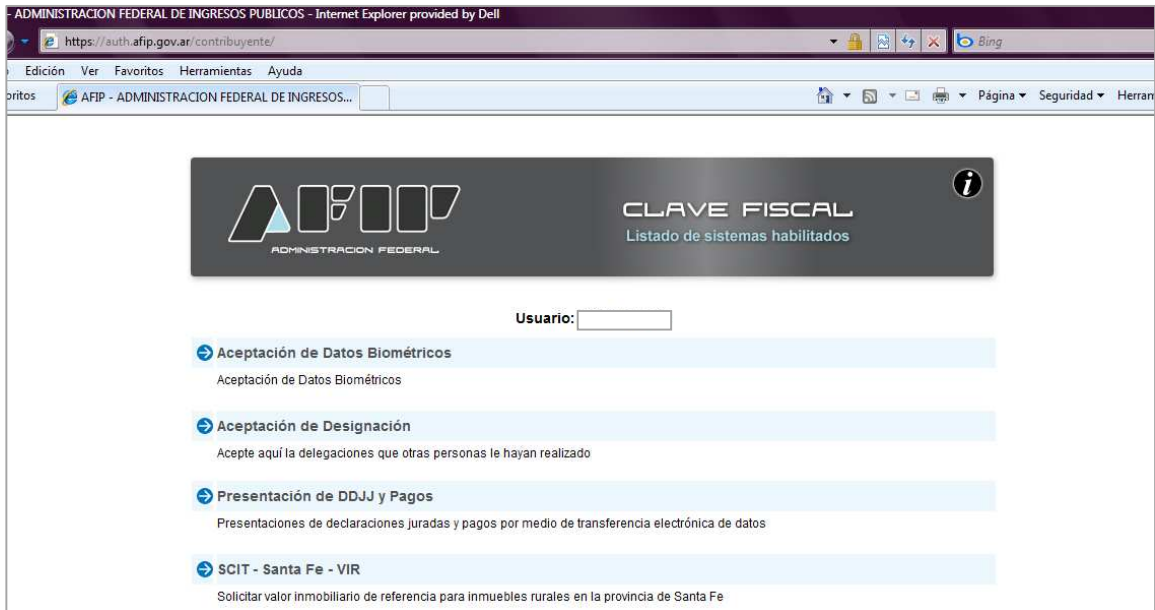 - ADMINISTRACION FEDERAL DE INGRESOS PUBLICOS - Internet Explorer provided by Dell
https://auth.afip.gov.ar/contribuyente/
Bing
Edición Ver Favoritos Herramientas Ayuda
oritos AFIP - ADMINISTRACION FEDERAL DE INGRESOS... Página Seguridad Herran
AFIP
ADMINISTRACION FEDERAL
CLAVE FISCAL
Listado de sistemas habilitados
i
Usuario:
Aceptación de Datos Biométricos
Aceptación de Datos Biométricos
Aceptación de Designación
Acepte aquí la delegaciones que otras personas le hayan realizado
Presentación de DDJJ y Pagos
Presentaciones de declaraciones juradas y pagos por medio de transferencia electrónica de datos
SCIT - Santa Fe - VIR
Solicitar valor inmobiliario de referencia para inmuebles rurales en la provincia de Santa Fe